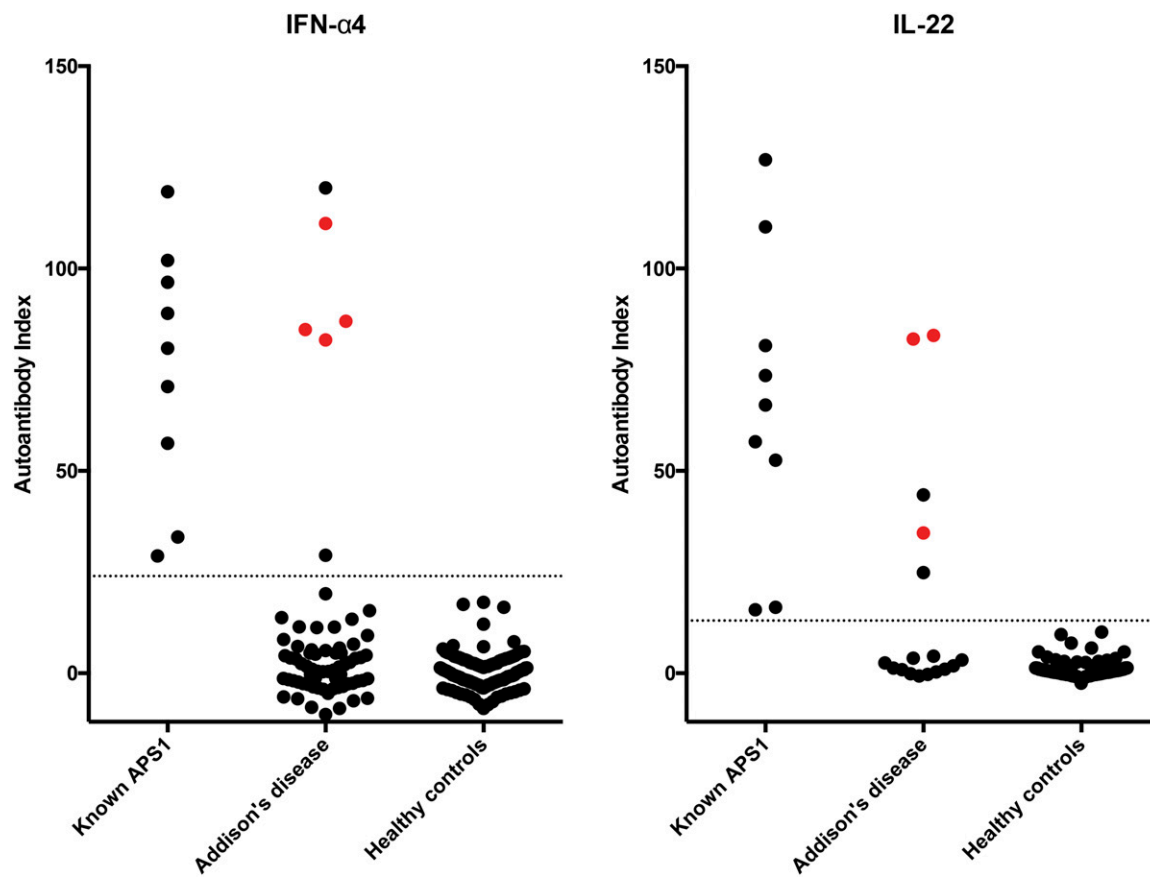 IFN-α4
150
100
50
0
Autoantibody Index
Known APS1
Addison's disease
Healthy controls
IL-22
150
100
50
0
Autoantibody Index
Known APS1
Addison's disease
Healthy controls